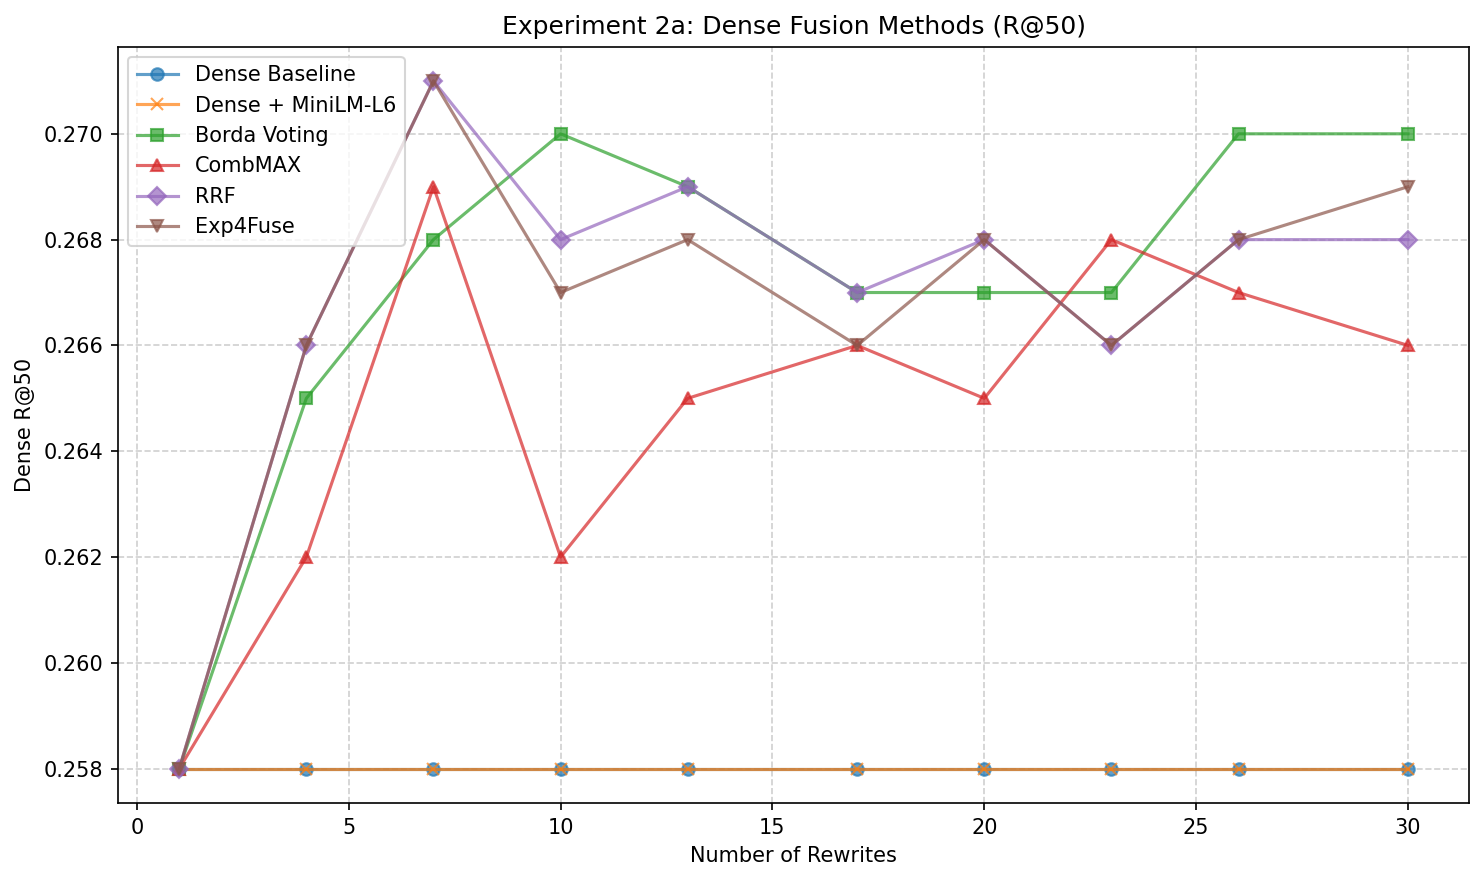 Experiment 2a: Dense Fusion Methods (R@50)
Dense Baseline
Dense + MiniLM-L6
Borda Voting
CombMAX
RRF
Exp4Fuse
0.270
0.268
0.266
0.264
0.262
0.260
0.258
Dense R@50
0 5 10 15 20 25 30
Number of Rewrites